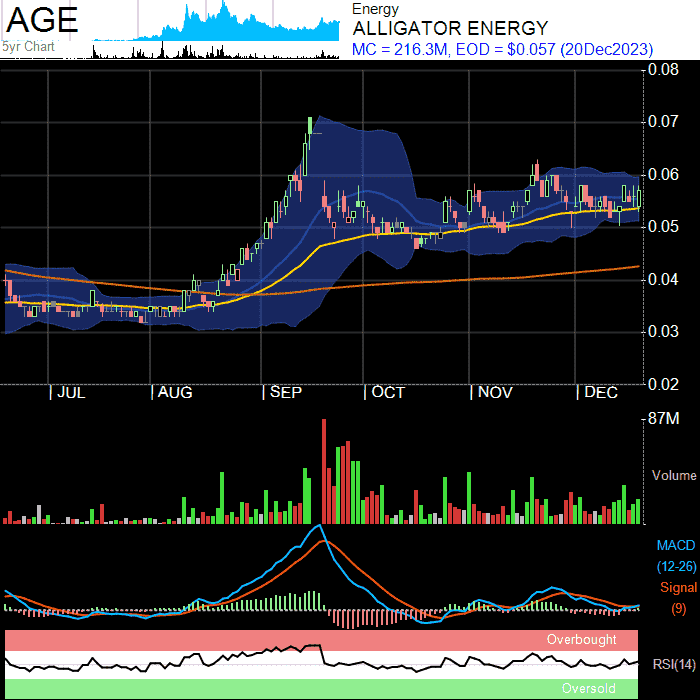 AGE
5yr Chart
Energy
ALLIGATOR ENERGY
MC = 216.3M, EOD = $0.057 (20Dec2023)
0.08
0.07
0.06
0.05
0.04
0.03
0.02
| JUL | AUG | SEP | OCT | NOV | DEC
87M
Volume
MACD
(12-26)
Signal
(9)
Overbought
RSI(14)
Oversold